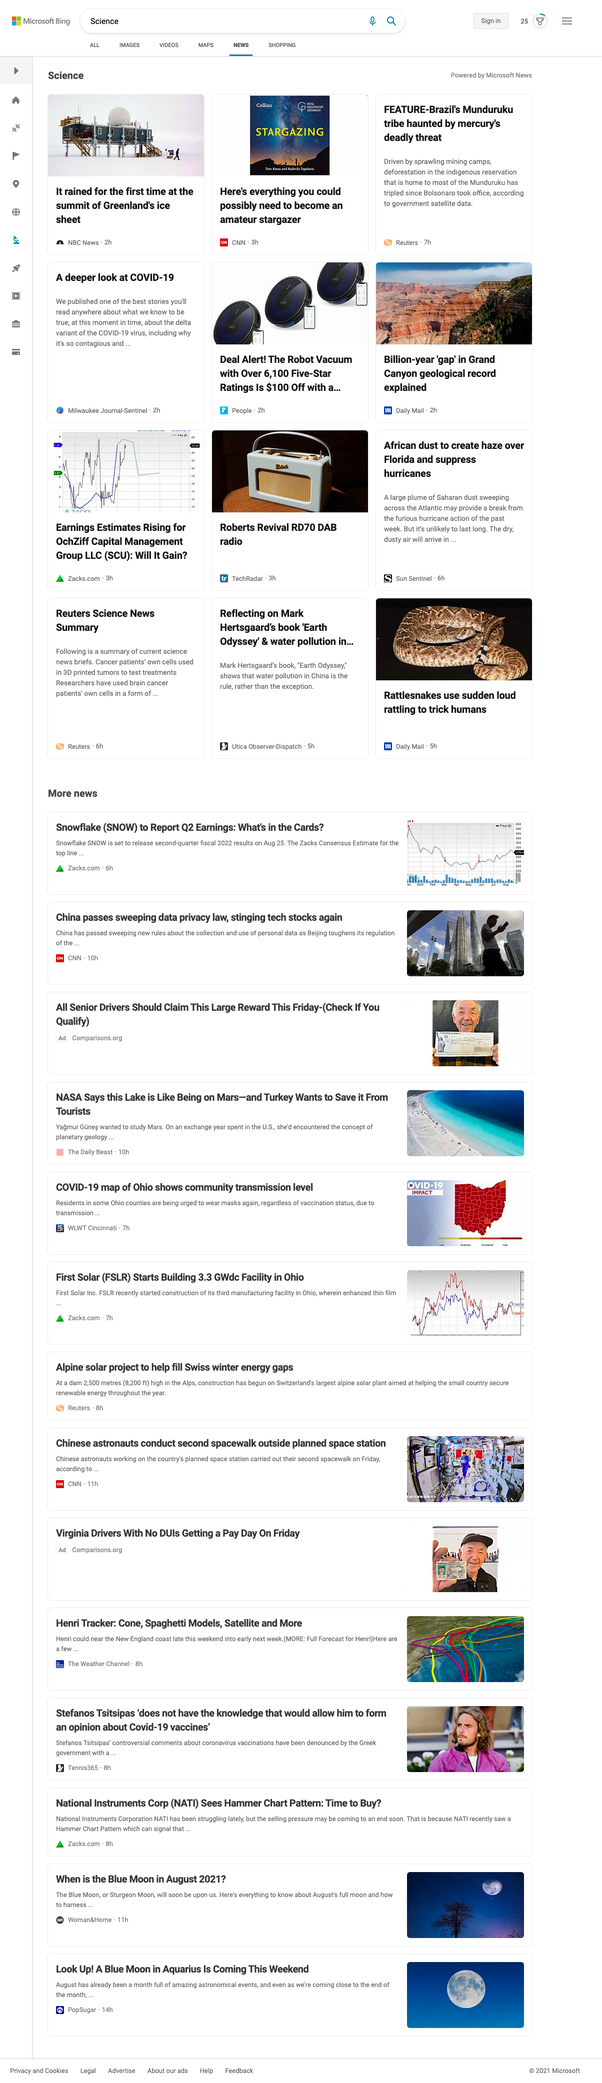 Microsoft Bing
Science
Sign in
25
ALL
IMAGES
VIDEOS
MAPS
NEWS
SHOPPING
Science
Powered by Microsoft News
It rained for the first time at the
summit of Greenland's ice
sheet
NBC News · 2h
Collins
STARGAZING
Here's everything you could
possibly need to become an
amateur stargazer
CNN · 3h
FEATURE-Brazil's Munduruku
tribe haunted by mercury's
deadly threat
Driven by sprawling mining camps,
deforestation in the indigenous reservation
that is home to most of the Munduruku has
tripled since Bolsonaro took office, according
to government satellite data.
Reuters · 7h
A deeper look at COVID-19
We published one of the best stories you'll
read anywhere about what we know to be
true, at this moment in time, about the delta
variant of the COVID-19 virus, including why
it's so contagious and ...
Milwaukee Journal-Sentinel · 2h
Deal Alert! The Robot Vacuum
with Over 6,100 Five-Star
Ratings Is $100 Off with a...
People · 2h
Billion-year 'gap' in Grand
Canyon geological record
explained
Daily Mail · 2h
Earnings Estimates Rising for
OchZiff Capital Management
Group LLC (SCU): Will It Gain?
Zacks.com · 3h
Roberts Revival RD70 DAB
radio
TechRadar · 3h
African dust to create haze over
Florida and suppress
hurricanes
A large plume of Saharan dust sweeping
across the Atlantic may provide a break from
the furious hurricane action of the past
week. But it's unlikely to last long. The dry,
dusty air will arrive in ...
Sun Sentinel · 6h
Reuters Science News
Summary
Following is a summary of current science
news briefs. Cancer patients' own cells used
in 3D printed tumors to test treatments
Researchers have used brain cancer
patients' own cells in a form of ...
Reuters · 6h
Reflecting on Mark
Hertsgaard's book 'Earth
Odyssey' & water pollution in...
Mark Hertsgaard's book, "Earth Odyssey,"
shows that water pollution in China is the
rule, rather than the exception.
Utica Observer-Dispatch · 5h
Rattlesnakes use sudden loud
rattling to trick humans
Daily Mail · 5h
More news
Snowflake (SNOW) to Report Q2 Earnings: What's in the Cards?
Snowflake SNOW is set to release second-quarter fiscal 2022 results on Aug 25. The Zacks Consensus Estimate for the
top line ...
Zacks.com · 6h
China passes sweeping data privacy law, stinging tech stocks again
China has passed sweeping new rules about the collection and use of personal data as Beijing toughens its regulation
of the ...
CNN · 10h
All Senior Drivers Should Claim This Large Reward This Friday-(Check If You
Qualify)
Ad Comparisons.org
NASA Says this Lake is Like Being on Mars—and Turkey Wants to Save it From
Tourists
Yağmur Güneş wanted to study Mars. On an exchange year spent in the U.S., she'd encountered the concept of
planetary geology ...
The Daily Beast · 10h
COVID-19 map of Ohio shows community transmission level
Residents in some Ohio counties are being urged to wear masks again, regardless of vaccination status, due to
transmission ...
WLWT Cincinnati · 7h
OVID-19
IMPACT
First Solar (FSLR) Starts Building 3.3 GWdc Facility in Ohio
First Solar Inc. FSLR recently started construction of its third manufacturing facility in Ohio, wherein enhanced thin film
...
Zacks.com · 7h
Alpine solar project to help fill Swiss winter energy gaps
At a dam 2,500 metres (8,200 ft) high in the Alps, construction has begun on Switzerland's largest alpine solar plant aimed at helping the small country secure
renewable energy throughout the year.
Reuters · 8h
Chinese astronauts conduct second spacewalk outside planned space station
Chinese astronauts working on the country's planned space station carried out their second spacewalk on Friday,
according to ...
CNN · 11h
Virginia Drivers With No DUIs Getting a Pay Day On Friday
Ad Comparisons.org
Henri Tracker: Cone, Spaghetti Models, Satellite and More
Henri could near the New England coast late this weekend into early next week.(MORE: Full Forecast for Henri)Here are
a few ...
The Weather Channel · 8h
Stefanos Tsitsipas ‘does not have the knowledge that would allow him to form
an opinion about Covid-19 vaccines’
Stefanos Tsitsipas' controversial comments about coronavirus vaccinations have been denounced by the Greek
government with a ...
Tennis365 · 8h
National Instruments Corp (NATI) Sees Hammer Chart Pattern: Time to Buy?
National Instruments Corporation NATI has been struggling lately, but the selling pressure may be coming to an end soon. That is because NATI recently saw a
Hammer Chart Pattern which can signal that ...
Zacks.com · 8h
When is the Blue Moon in August 2021?
The Blue Moon, or Sturgeon Moon, will soon be upon us. Here's everything to know about August's full moon and how
to harness ...
Woman&Home · 11h
Look Up! A Blue Moon in Aquarius Is Coming This Weekend
August has already been a month full of amazing astronomical events, and even as we're coming close to the end of
the month, ...
PopSugar · 14h
Privacy and Cookies
Legal
Advertise
About our ads
Help
Feedback
© 2021 Microsoft